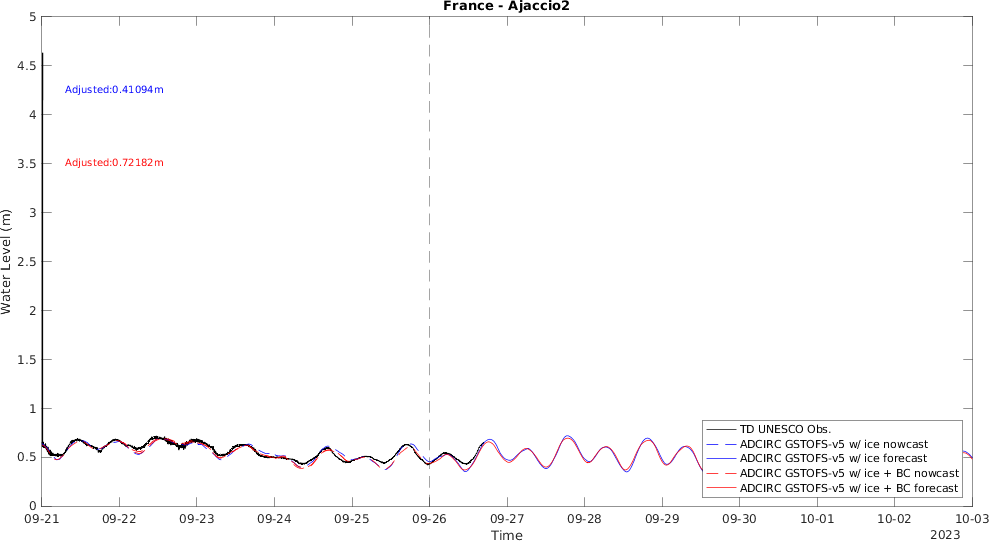 France - Ajaccio2
5
4.5
4
3.5
3
2.5
2
1.5
1
0.5
0
Water Level (m)
Adjusted:0.41094m
Adjusted:0.72182m
TD UNESCO Obs.
ADCIRC GSTOFS-v5 w/ ice nowcast
ADCIRC GSTOFS-v5 w/ ice forecast
ADCIRC GSTOFS-v5 w/ ice + BC nowcast
ADCIRC GSTOFS-v5 w/ ice + BC forecast
09-21 09-22 09-23 09-24 09-25 09-26 09-27 09-28 09-29 09-30 10-01 10-02 10-03
Time
2023